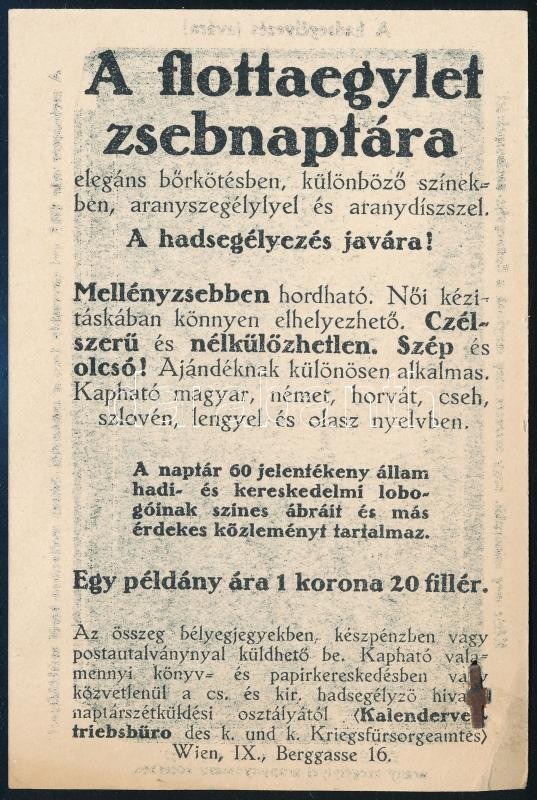 A flottaegylet
zsebnaptára
elegáns bőrkötésben, különböző színek=
ben, aranyszegélylyel és aranydíszszel.
A hadsegélyezés javára!
Mellényzsebben hordható. Női kézi=
táskában könnyen elhelyezhető. Czél=
szerű és nélkülözhetlen. Szép és
olcsó! Ajándéknak különösen alkalmas.
Kapható magyar, német, horvát, cseh,
szlovén, lengyel és olasz nyelvben.
A naptár 60 jelentékeny állam
hadi- és kereskedelmi lobo-
góinak szines ábráit és más
érdekes közleményt tartalmaz.
Egy példány ára 1 korona 20 fillér.
Az összeg bélyegjegyekben, készpénzben vagy
postautalványnyal küldhető be. Kapható vala=
mennyi könyv= és papirkereskedésben vagy
közvetlenül a cs. és kir. hadsegélyző hiva
naptárszétküldési osztályától (Kalenderve
triebsbüro des k. und k. Kriegsfürsorgeamtes)
Wien, IX., Berggasse 16.